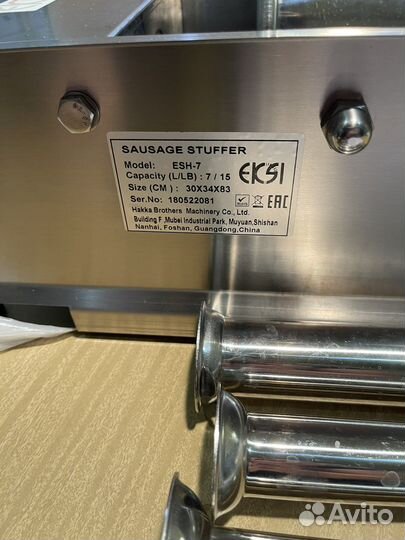 SAUSAGE STUFFER
Model: ESH-7
Capacity (L/LB) : 7 / 15
EKSI
Size (CM) : 30X34X83
Ser.No: 180522081
EAC
Hakka Brothers Machinery Co., Ltd.
Building F ,Mubei Industrial Park, Muyuan,Shishan
Nanhai, Foshan, Guangdong,China
Avito